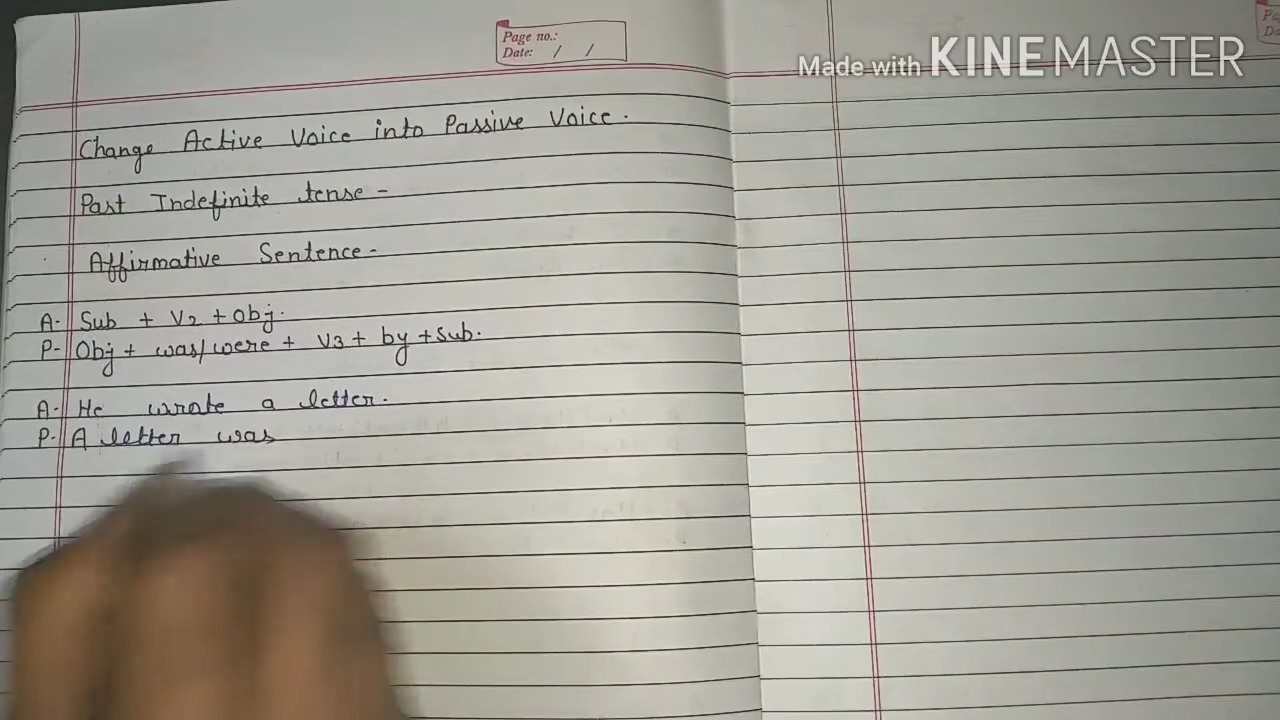 Page no.:
Date: / /
Made with KINEMASTER
Change Active Voice into Passive Voice.
Past Indefinite tense -
Affirmative Sentence -
A- Sub + V2 + Obj.
P- Obj + was/were + V3 + by + Sub.
A- He wrote a letter.
P- A letter was